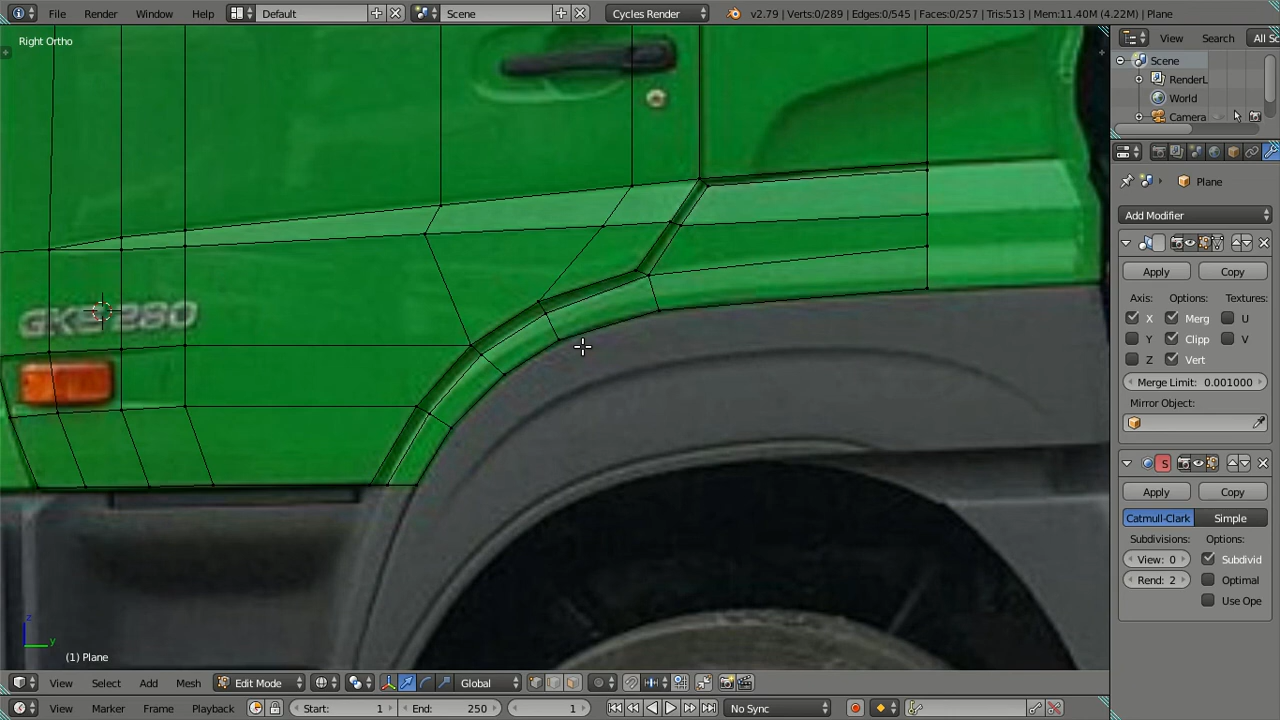 File Render Window Help Default Scene Cycles Render v2.79 | Verts:0/289 | Edges:0/545 | Faces:0/257 | Tris:513 | Mem:11.40M (4.22M) | Plane
Right Ortho
View Search All Sc
Scene
RenderL
World
Camera
Plane
Add Modifier
Apply Copy
Axis: Options: Textures:
X Merg U
Y Clipp V
Z Vert
Merge Limit: 0.001000
Mirror Object:
S
Apply Copy
Catmull-Clark Simple
Subdivisions: Options:
View: 0 Subdivid
Rend: 2 Optimal
Use Ope
280
z
y
(1) Plane
View Select Add Mesh Edit Mode Global
View Marker Frame Playback Start: 1 End: 250 1 No Sync